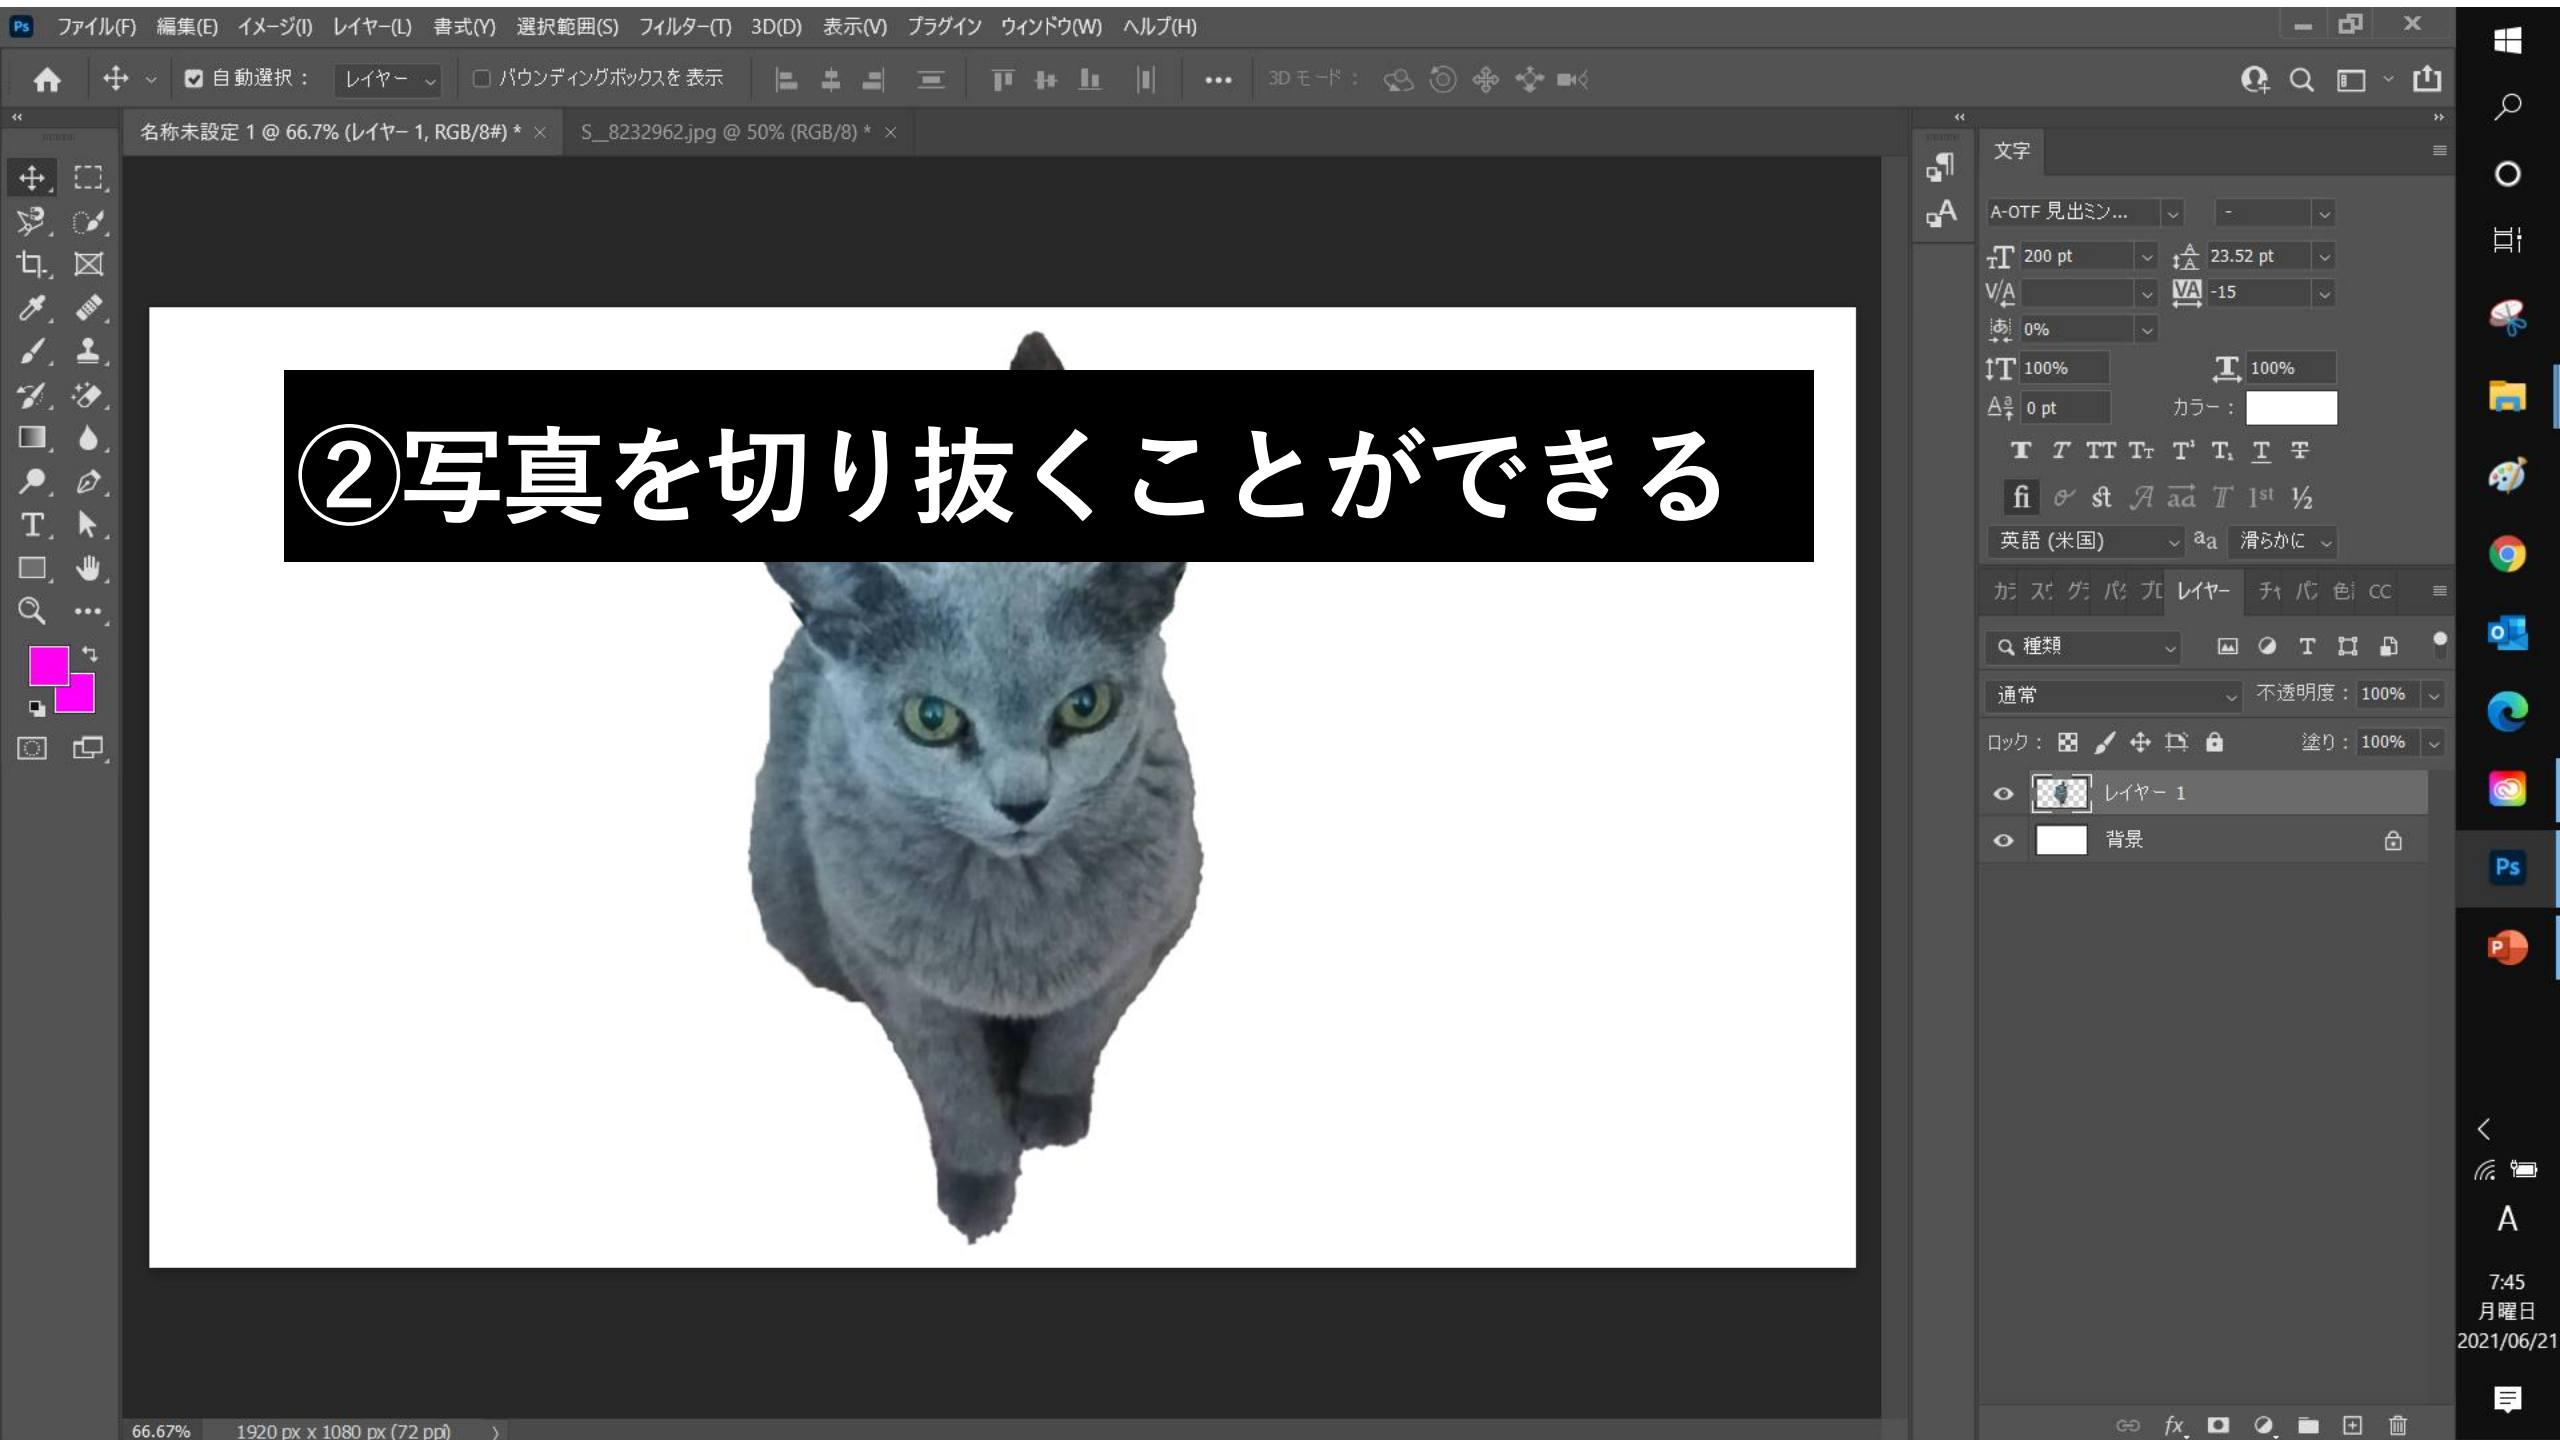 Ps ファイル(F) 編集(E) イメージ(I) レイヤー(L) 書式(Y) 選択範囲(S) フィルター(T) 3D(D) 表示(V) プラグイン ウィンドウ(W) ヘルプ(H)
自動選択： レイヤー バウンディングボックスを表示 3Dモード：
名称未設定 1 @ 66.7% (レイヤー 1, RGB/8#) * × S__8232962.jpg @ 50% (RGB/8) * ×
文字
A-OTF 見出ミン... -
200 pt 23.52 pt
-15
0%
100% 100%
0 pt カラー：
英語 (米国) aa 滑らかに
レイヤー CC
種類
通常 不透明度： 100%
ロック： 塗り： 100%
レイヤー 1
背景
②写真を切り抜くことができる
66.67% 1920 px x 1080 px (72 ppi)
Ps
P
A
7:45
月曜日
2021/06/21